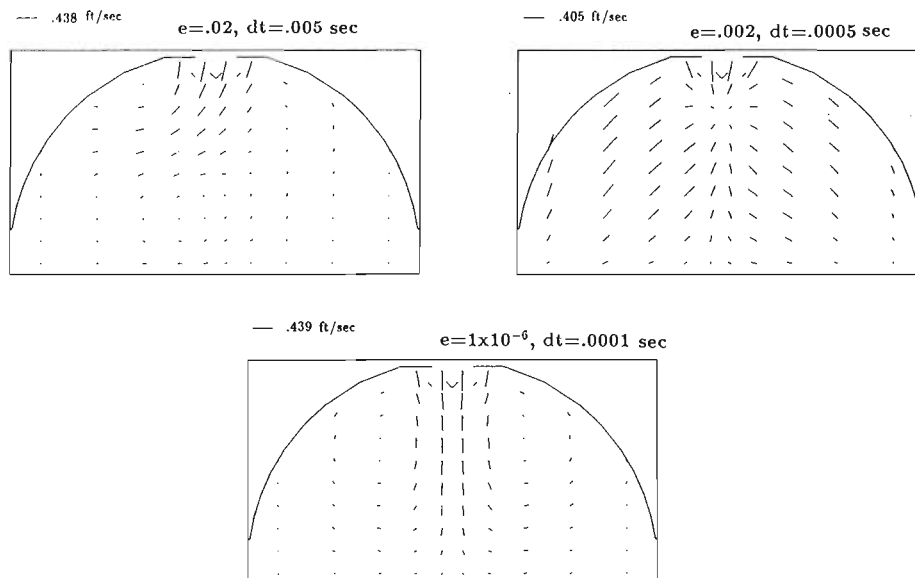 .438 ft/sec
e=.02, dt=.005 sec
.405 ft/sec
e=.002, dt=.0005 sec
.439 ft/sec
e=1x10⁻⁶, dt=.0001 sec